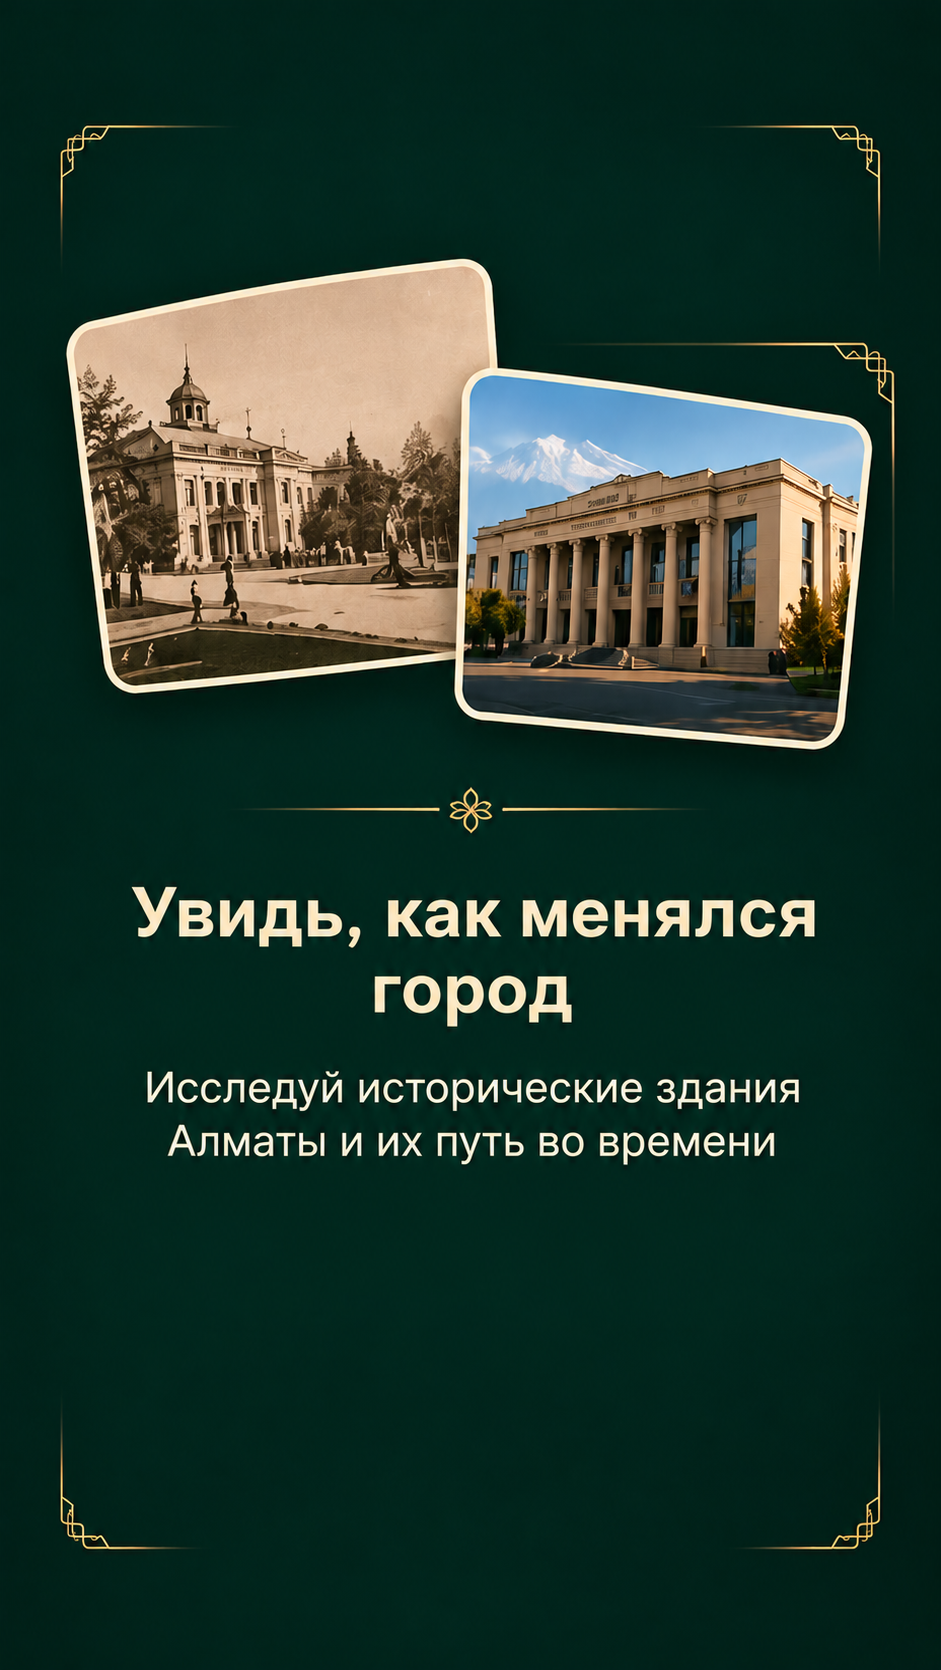 Увидь, как менялся
город
Исследуй исторические здания
Алматы и их путь во времени